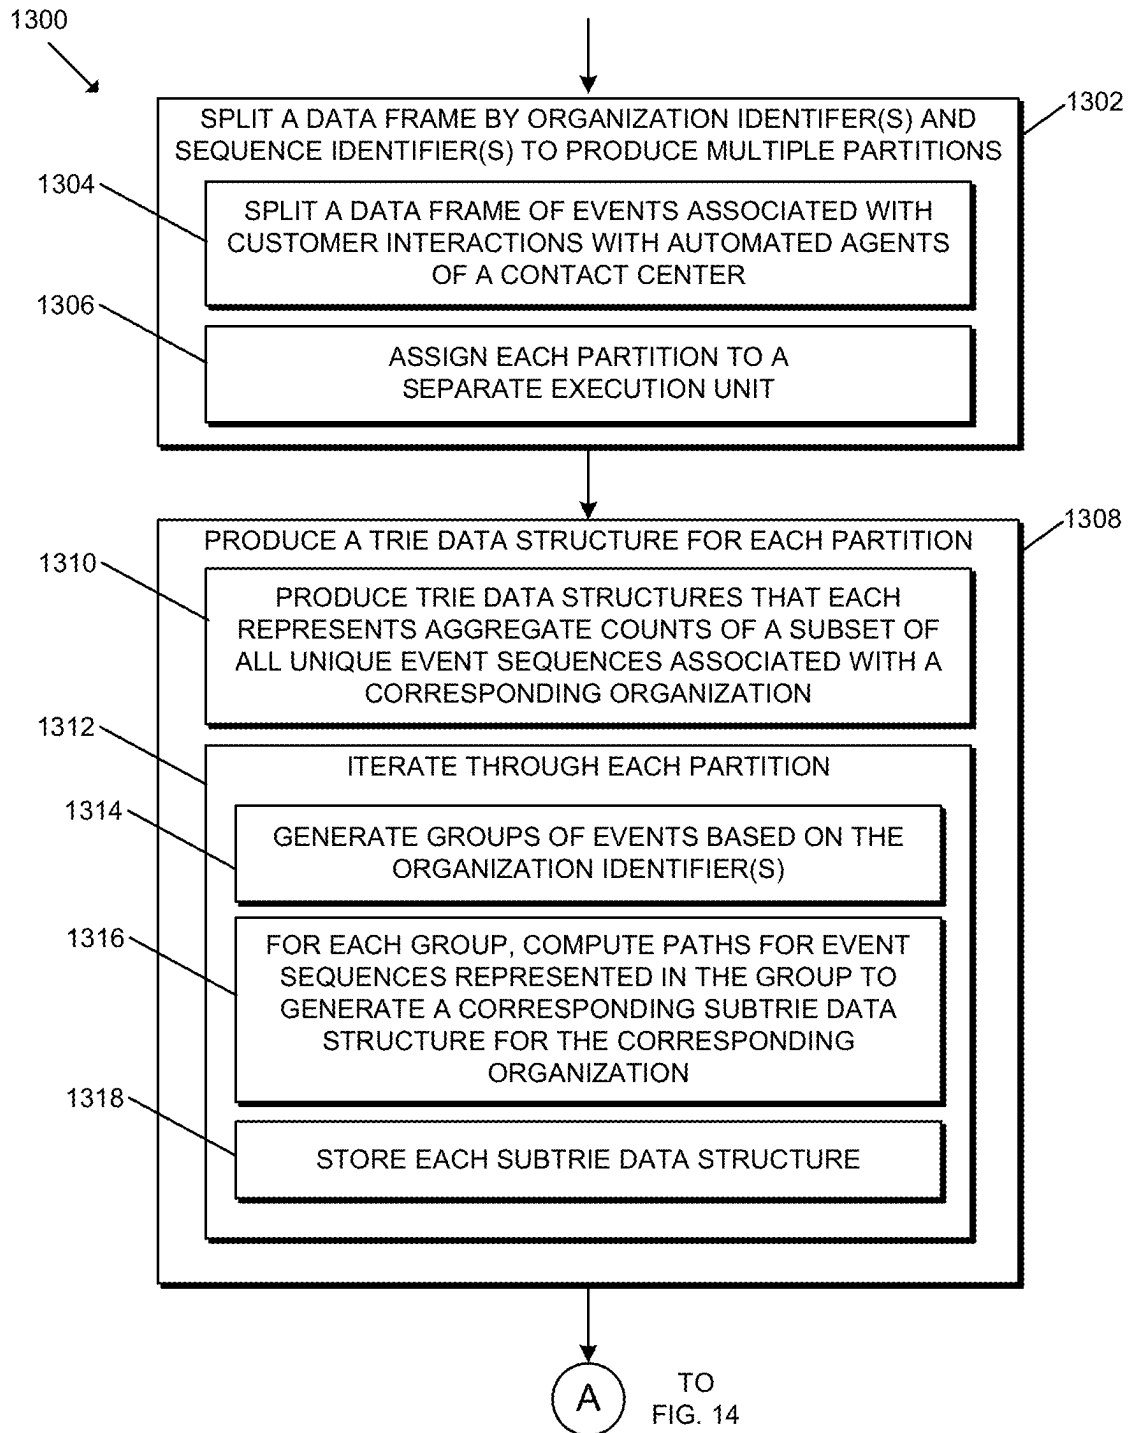 1300
1302
SPLIT A DATA FRAME BY ORGANIZATION IDENTIFER(S) AND
SEQUENCE IDENTIFIER(S) TO PRODUCE MULTIPLE PARTITIONS
1304
SPLIT A DATA FRAME OF EVENTS ASSOCIATED WITH
CUSTOMER INTERACTIONS WITH AUTOMATED AGENTS
OF A CONTACT CENTER
1306
ASSIGN EACH PARTITION TO A
SEPARATE EXECUTION UNIT
1308
PRODUCE A TRIE DATA STRUCTURE FOR EACH PARTITION
1310
PRODUCE TRIE DATA STRUCTURES THAT EACH
REPRESENTS AGGREGATE COUNTS OF A SUBSET OF
ALL UNIQUE EVENT SEQUENCES ASSOCIATED WITH A
CORRESPONDING ORGANIZATION
1312
ITERATE THROUGH EACH PARTITION
1314
GENERATE GROUPS OF EVENTS BASED ON THE
ORGANIZATION IDENTIFIER(S)
1316
FOR EACH GROUP, COMPUTE PATHS FOR EVENT
SEQUENCES REPRESENTED IN THE GROUP TO
GENERATE A CORRESPONDING SUBTRIE DATA
STRUCTURE FOR THE CORRESPONDING
ORGANIZATION
1318
STORE EACH SUBTRIE DATA STRUCTURE
A
TO
FIG. 14